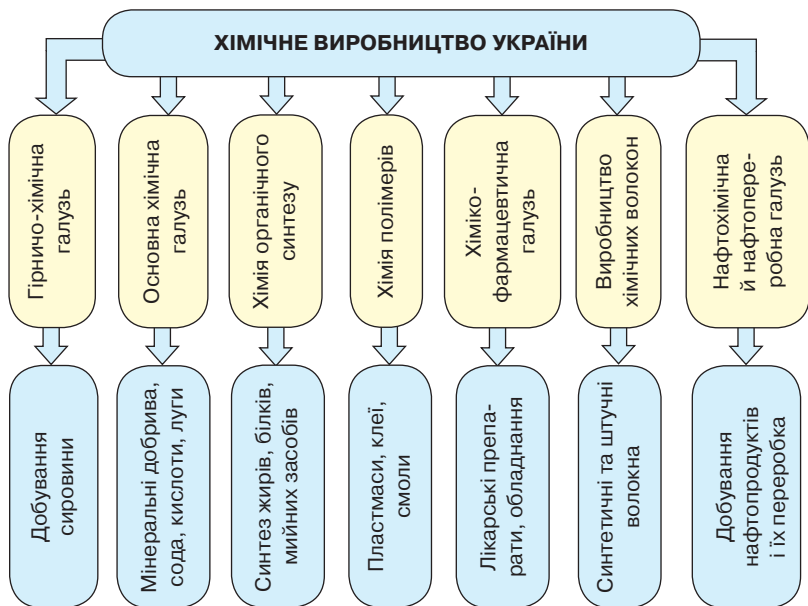 ХІМІЧНЕ ВИРОБНИЦТВО УКРАЇНИ
Гірничо-хімічна
галузь
Основна хімічна
галузь
Хімія органічного
синтезу
Хімія полімерів
Хіміко-
фармацевтична
галузь
Виробництво
хімічних волокон
Нафтохімічна
й нафтопере-
робна галузь
Добування
сировини
Мінеральні добрива,
сода, кислоти, луги
Синтез жирів, білків,
мийних засобів
Пластмаси, клеї,
смоли
Лікарські препа-
рати, обладнання
Синтетичні та штучні
волокна
Добування
нафтопродуктів
і їх переробка